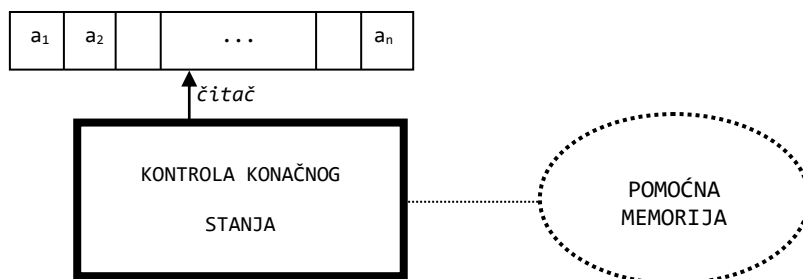 a₁ a₂ ... aₙ
čitač
KONTROLA KONAČNOG
STANJA
POMOĆNA
MEMORIJA